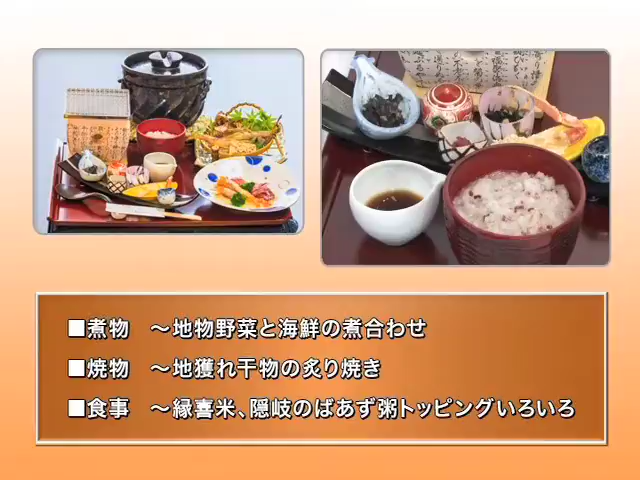 ■煮物　～地物野菜と海鮮の煮合わせ
■焼物　～地獲れ干物の炙り焼き
■食事　～縁喜米、隠岐のばあず粥トッピングいろいろ